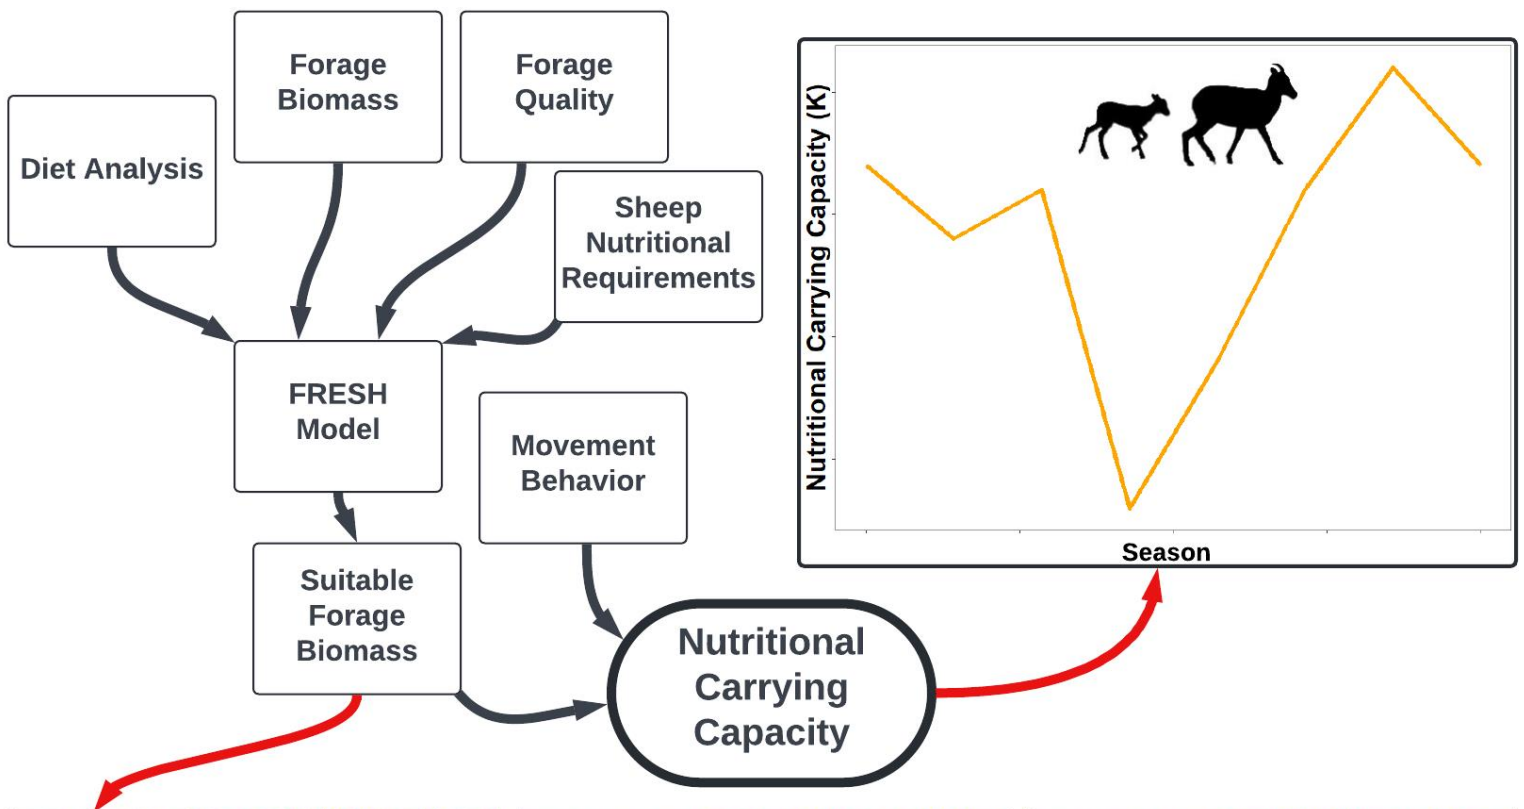 Forage
Biomass
Forage
Quality
Diet Analysis
Sheep
Nutritional
Requirements
FRESH
Model
Movement
Behavior
Suitable
Forage
Biomass
Nutritional
Carrying
Capacity
Nutritional Carrying Capacity (K)
Season